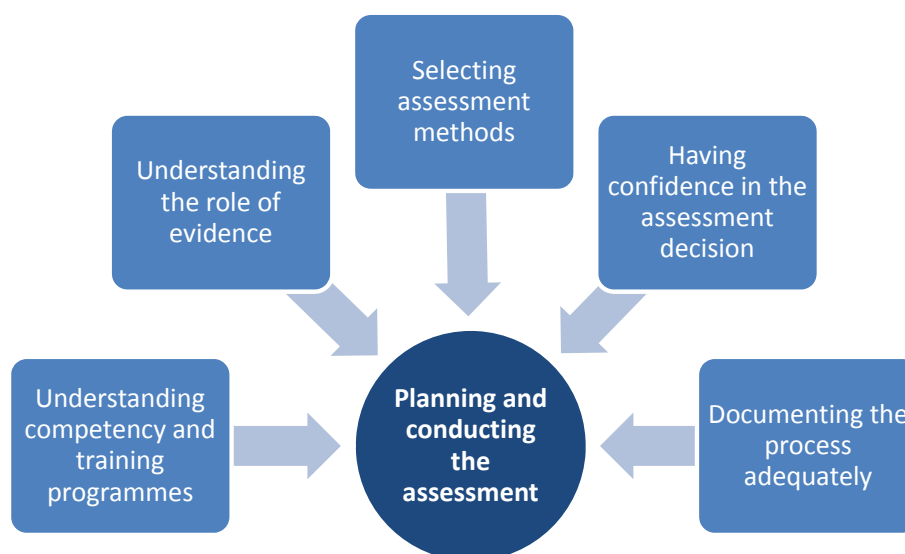 Selecting
assessment
methods
Understanding
the role of
evidence
Having
confidence in the
assessment
decision
Understanding
competency and
training
programmes
Planning and
conducting
the
assessment
Documenting the
process
adequately